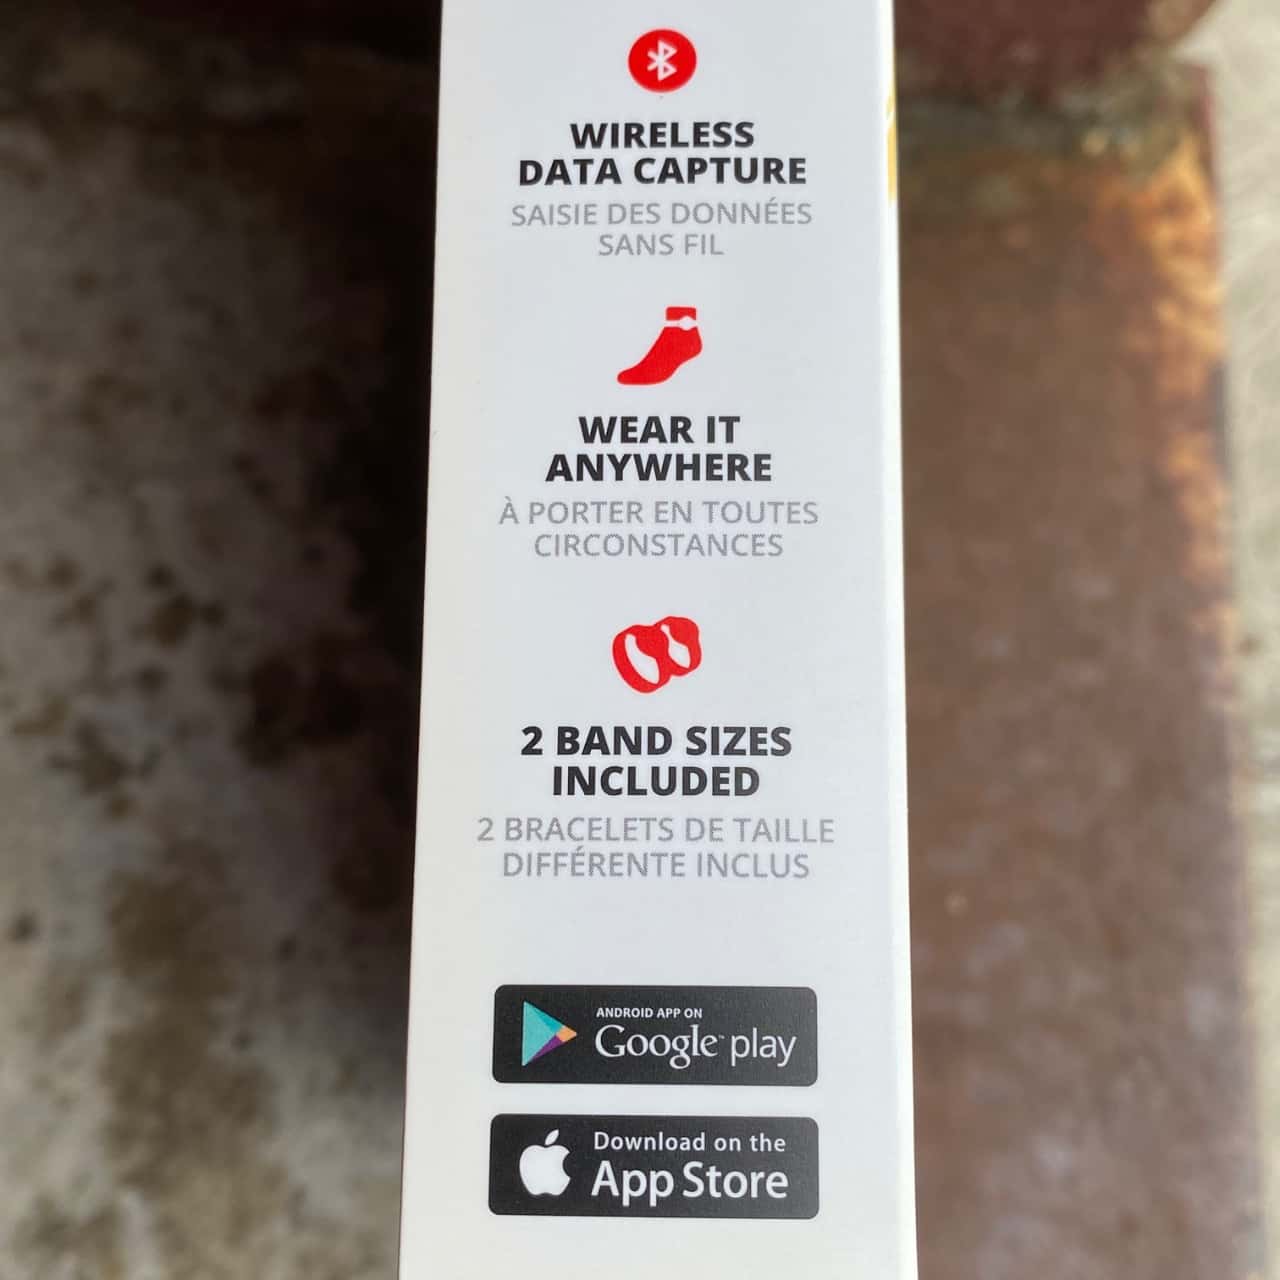 WIRELESS
DATA CAPTURE
SAISIE DES DONNÉES
SANS FIL
WEAR IT
ANYWHERE
À PORTER EN TOUTES
CIRCONSTANCES
2 BAND SIZES
INCLUDED
2 BRACELETS DE TAILLE
DIFFÉRENTE INCLUS
ANDROID APP ON
Google play
Download on the
App Store